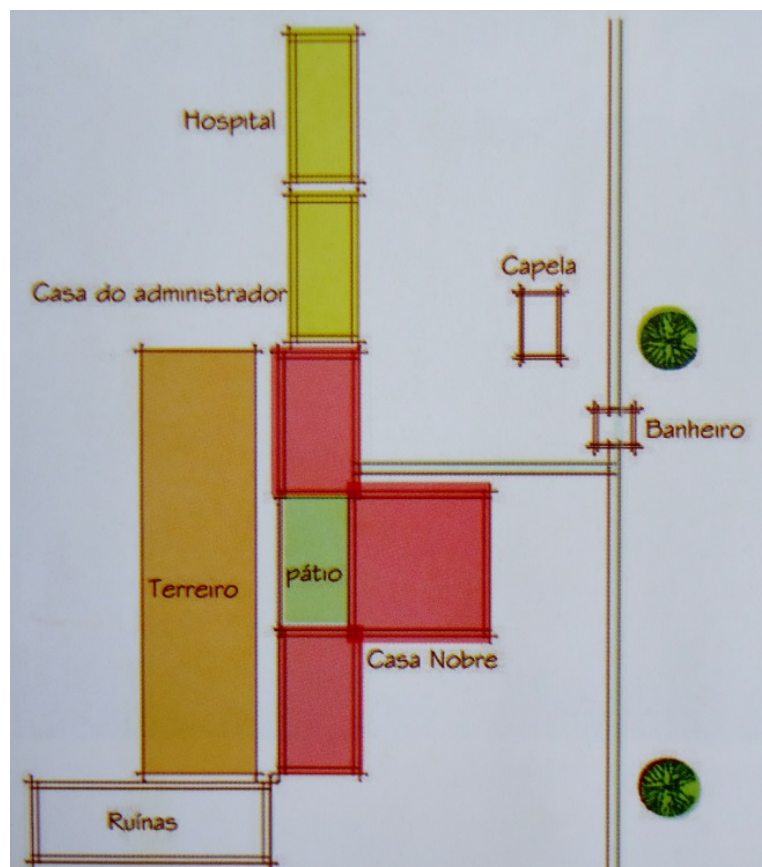 Hospital
Capela
Casa do administrador
Banheiro
pátio
Terreiro
Casa Nobre
Ruínas